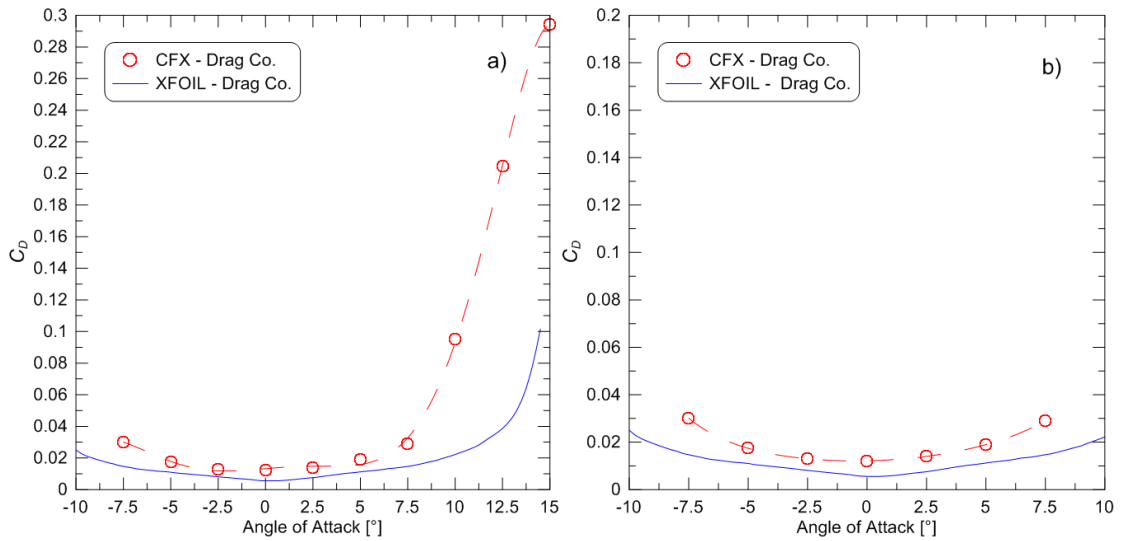 0.3
0.28
0.26
0.24
0.22
0.2
0.18
0.16
0.14
0.12
0.1
0.08
0.06
0.04
0.02
0
C_D
CFX - Drag Co.
XFOIL - Drag Co.
a)
-10 -7.5 -5 -2.5 0 2.5 5 7.5 10 12.5 15
Angle of Attack [°]
0.2
0.18
0.16
0.14
0.12
0.1
0.08
0.06
0.04
0.02
0
C_D
CFX - Drag Co.
XFOIL - Drag Co.
b)
-10 -7.5 -5 -2.5 0 2.5 5 7.5 10
Angle of Attack [°]